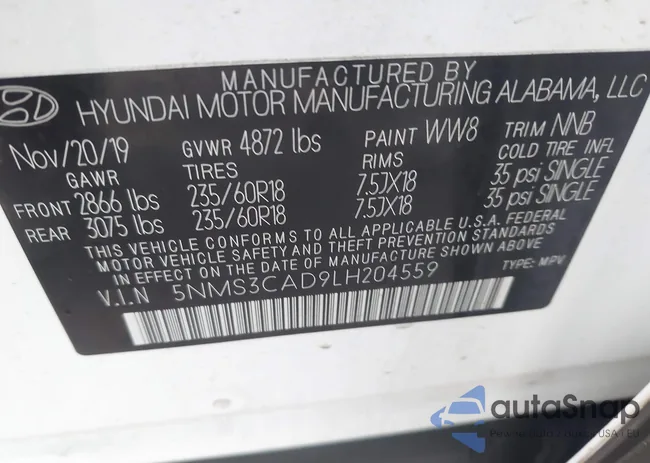 MANUFACTURED BY
HYUNDAI MOTOR MANUFACTURING ALABAMA, LLC
Nov/20/19 GVWR 4872 lbs PAINT WW8 TRIM NNB
GAWR TIRES RIMS COLD TIRE INFL
FRONT 2866 lbs 235/60R18 7.5JX18 35 psi SINGLE
REAR 3075 lbs 235/60R18 7.5JX18 35 psi SINGLE
THIS VEHICLE CONFORMS TO ALL APPLICABLE U.S.A. FEDERAL
MOTOR VEHICLE SAFETY AND THEFT PREVENTION STANDARDS
IN EFFECT ON THE DATE OF MANUFACTURE SHOWN ABOVE
V.I.N 5NMS3CAD9LH204559 TYPE: MPV
autaSnap
USA I EU